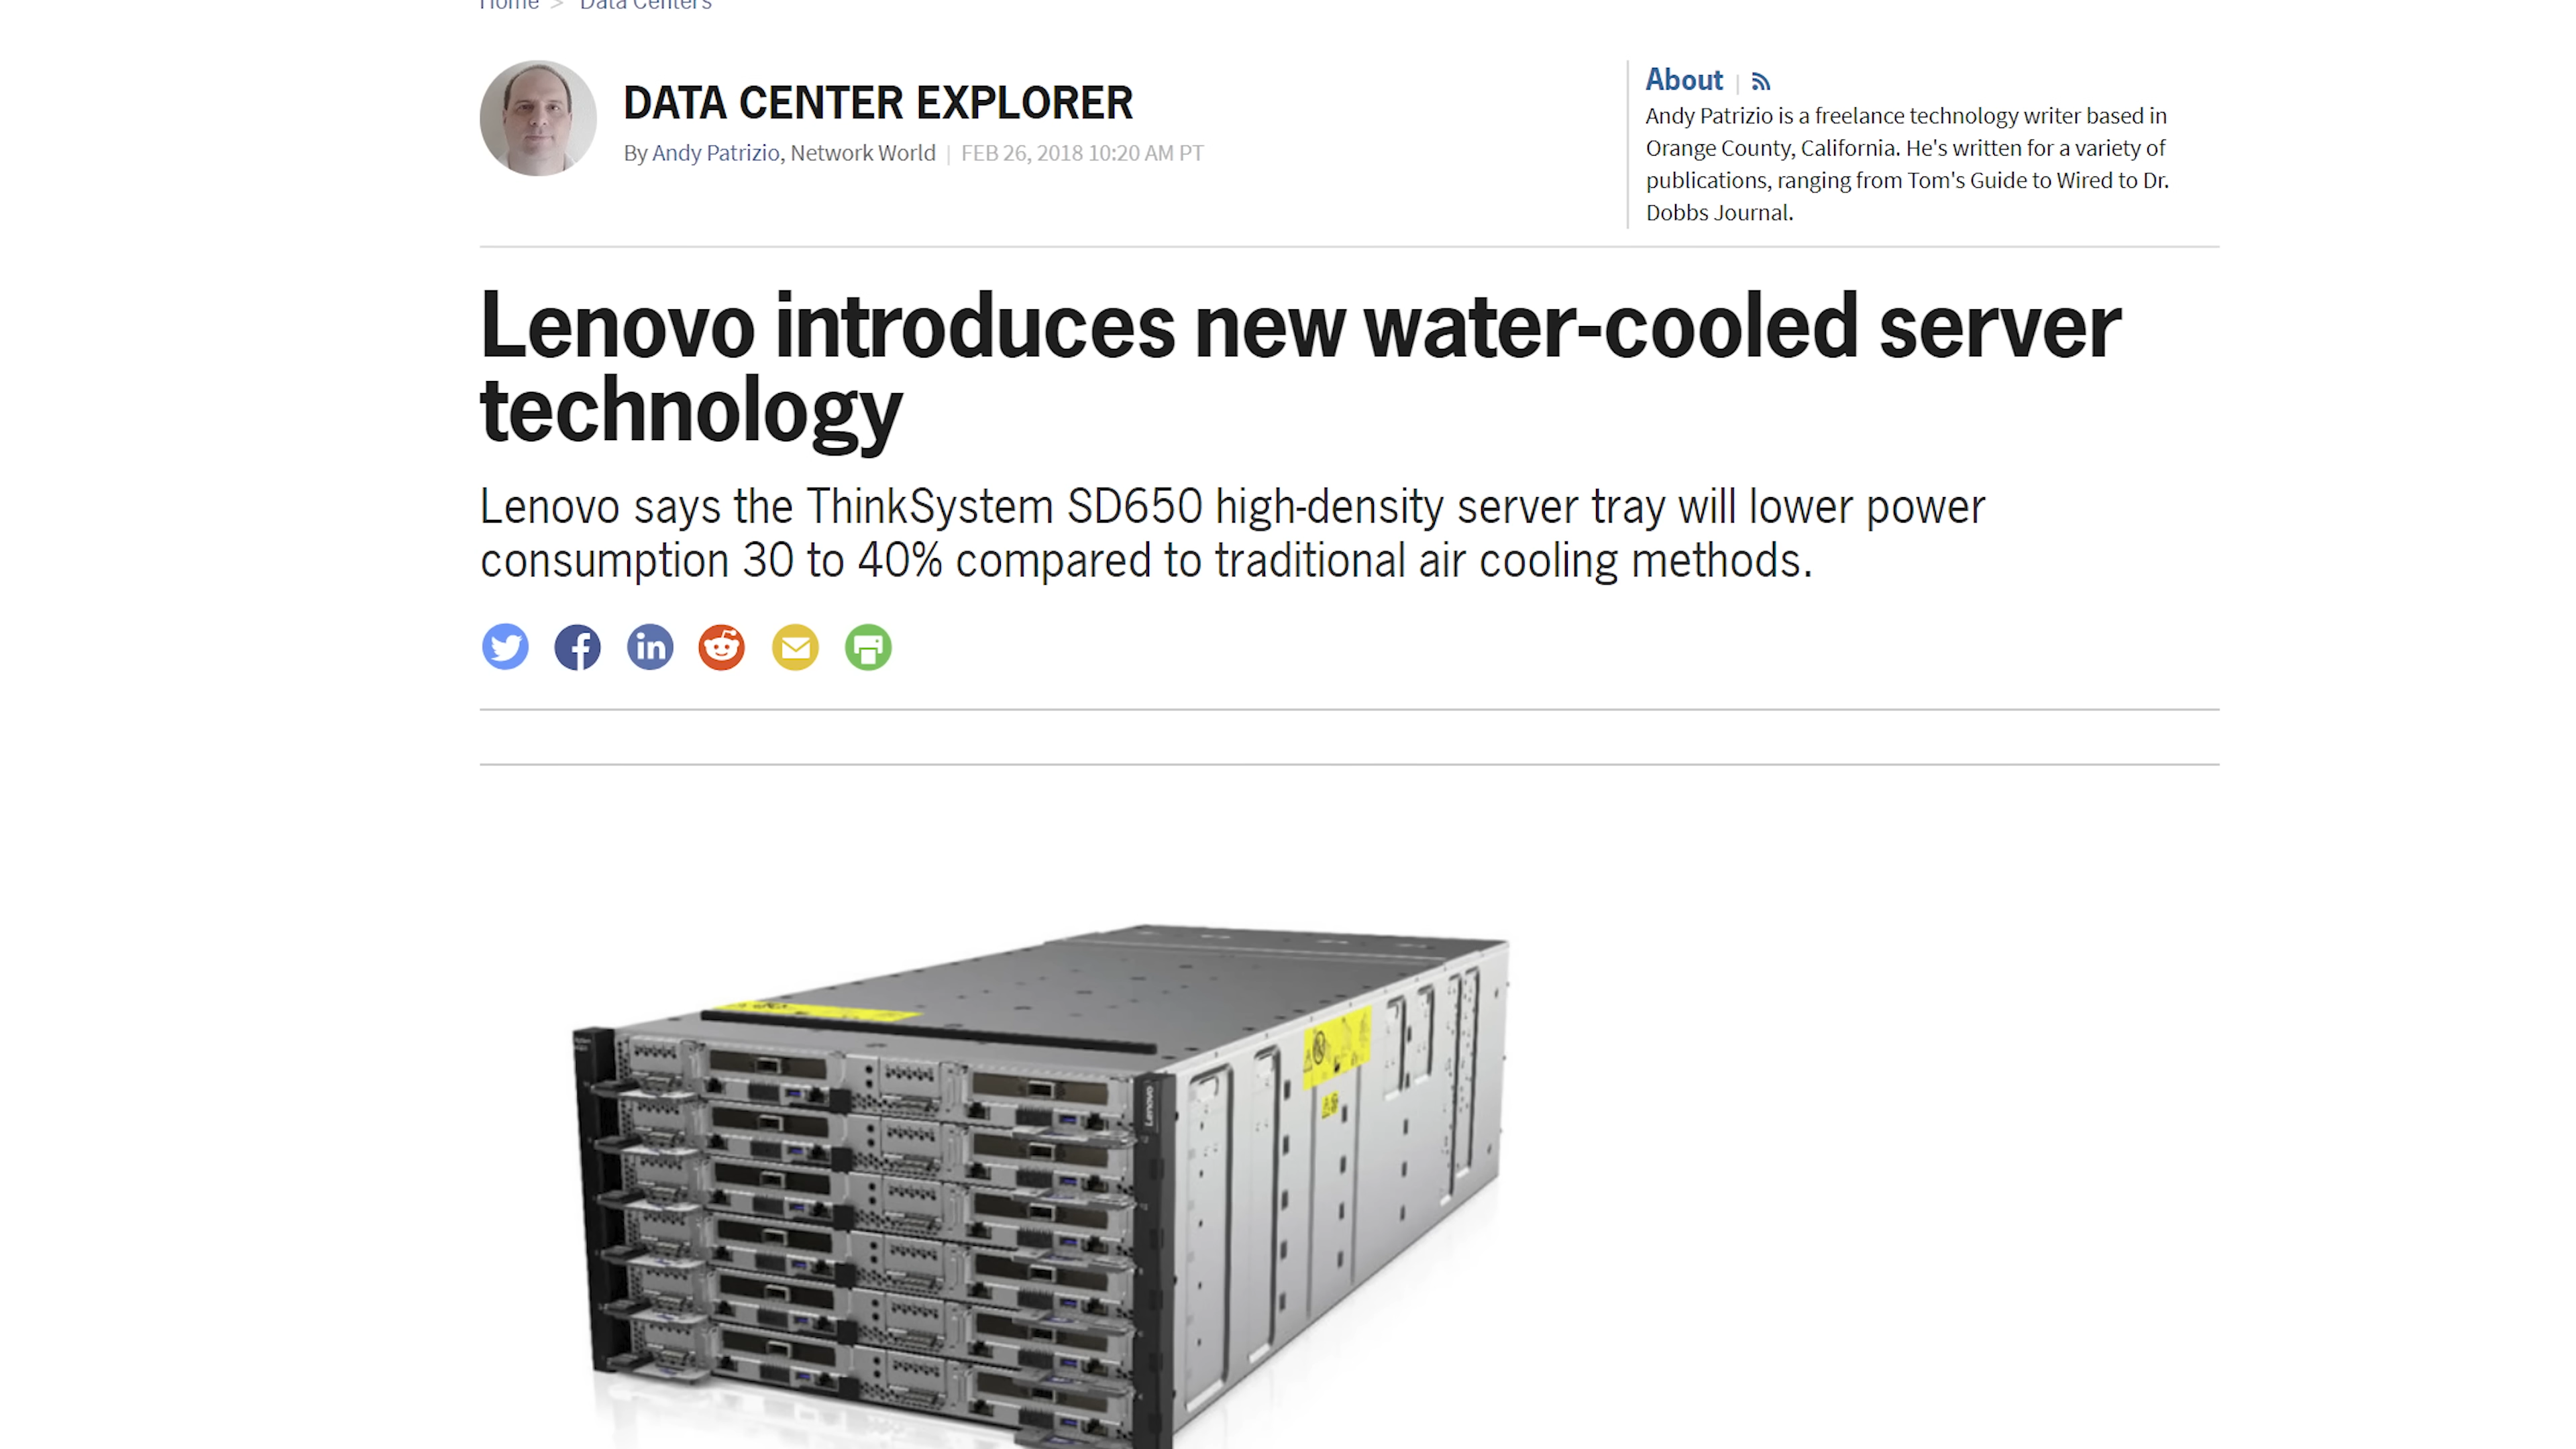 Home > Data Centers
DATA CENTER EXPLORER
By Andy Patrizio, Network World | FEB 26, 2018 10:20 AM PT
About |
Andy Patrizio is a freelance technology writer based in
Orange County, California. He's written for a variety of
publications, ranging from Tom's Guide to Wired to Dr.
Dobbs Journal.
Lenovo introduces new water-cooled server
technology
Lenovo says the ThinkSystem SD650 high-density server tray will lower power
consumption 30 to 40% compared to traditional air cooling methods.
in
Lenovo